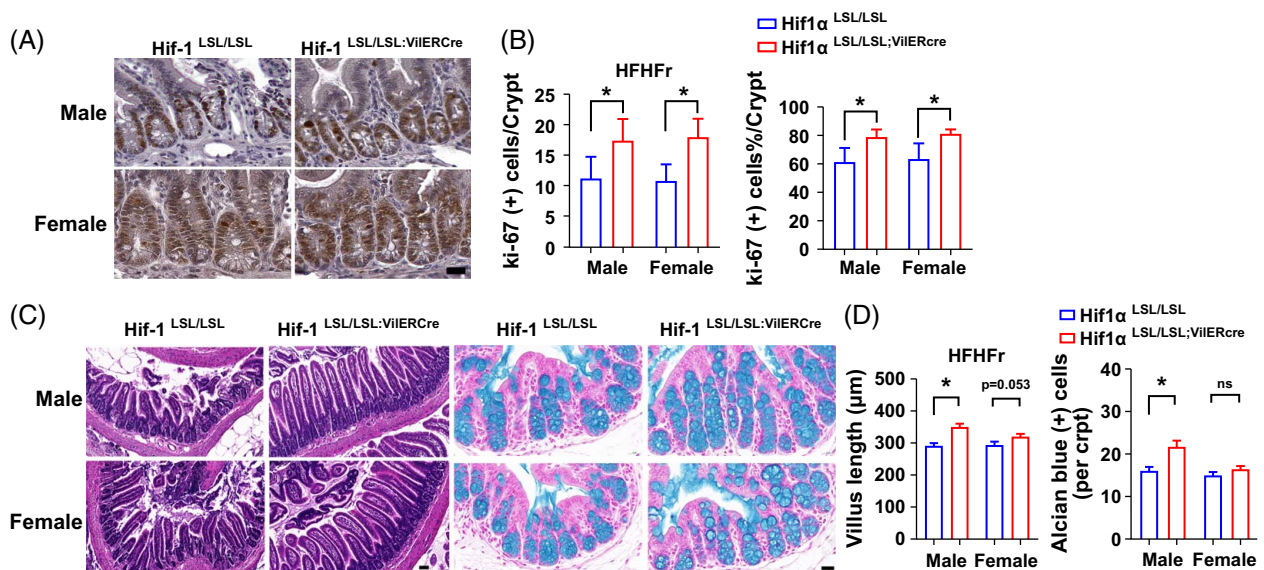 (A)
Hif-1 LSL/LSL
Hif-1 LSL/LSL:VilERCre
Male
Female
(B)
Hif1α LSL/LSL
Hif1α LSL/LSL;VilERcre
HFHFr
ki-67 (+) cells/Crypt
25
20
15
10
5
0
*
*
Male
Female
ki-67 (+) cells%/Crypt
100
80
60
40
20
0
*
*
Male
Female
(C)
Hif-1 LSL/LSL
Hif-1 LSL/LSL:VilERCre
Hif-1 LSL/LSL
Hif-1 LSL/LSL:VilERCre
Male
Female
(D)
Hif1α LSL/LSL
Hif1α LSL/LSL;VilERcre
HFHFr
Villus length (µm)
500
400
300
200
100
0
*
p=0.053
Male
Female
Alcian blue (+) cells
(per crpt)
40
30
20
10
0
*
ns
Male
Female